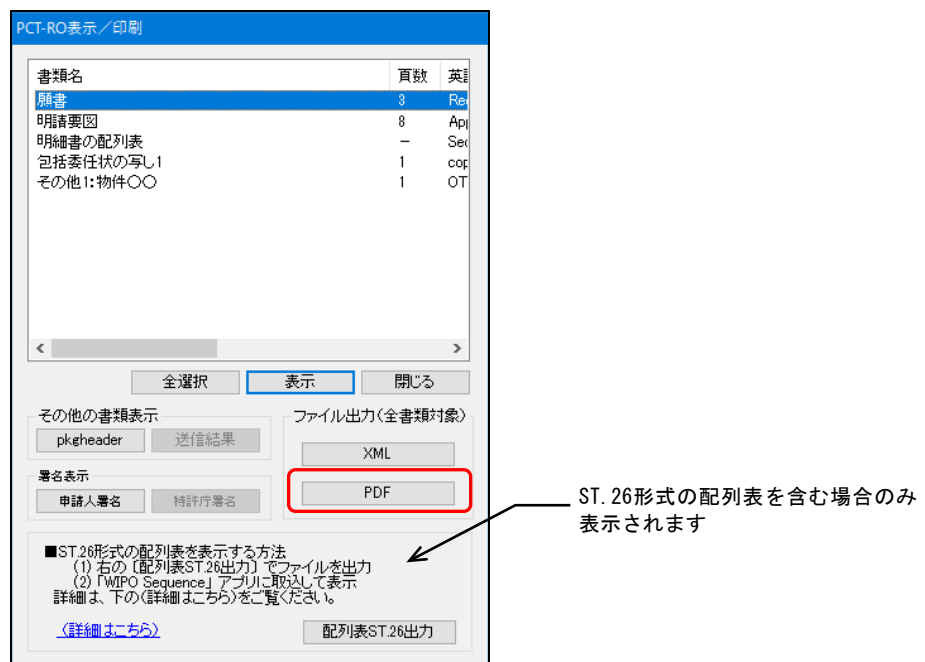 PCT-RO表示／印刷
書類名 頁数 英
願書 3 Re
明請要図 8 App
明細書の配列表 － Sec
包括委任状の写し1 1 cop
その他1:物件〇〇 1 OT
全選択 表示 閉じる
その他の書類表示 ファイル出力(全書類対象)
pkgheader 送信結果 XML
署名表示
申請人署名 特許庁署名 PDF
ST.26形式の配列表を含む場合のみ
表示されます
■ST.26形式の配列表を表示する方法
(1) 右の〔配列表ST.26出力〕でファイルを出力
(2)「WIPO Sequence」アプリに取込して表示
詳細は、下の(詳細はこちら)をご覧ください。
(詳細はこちら) 配列表ST.26出力